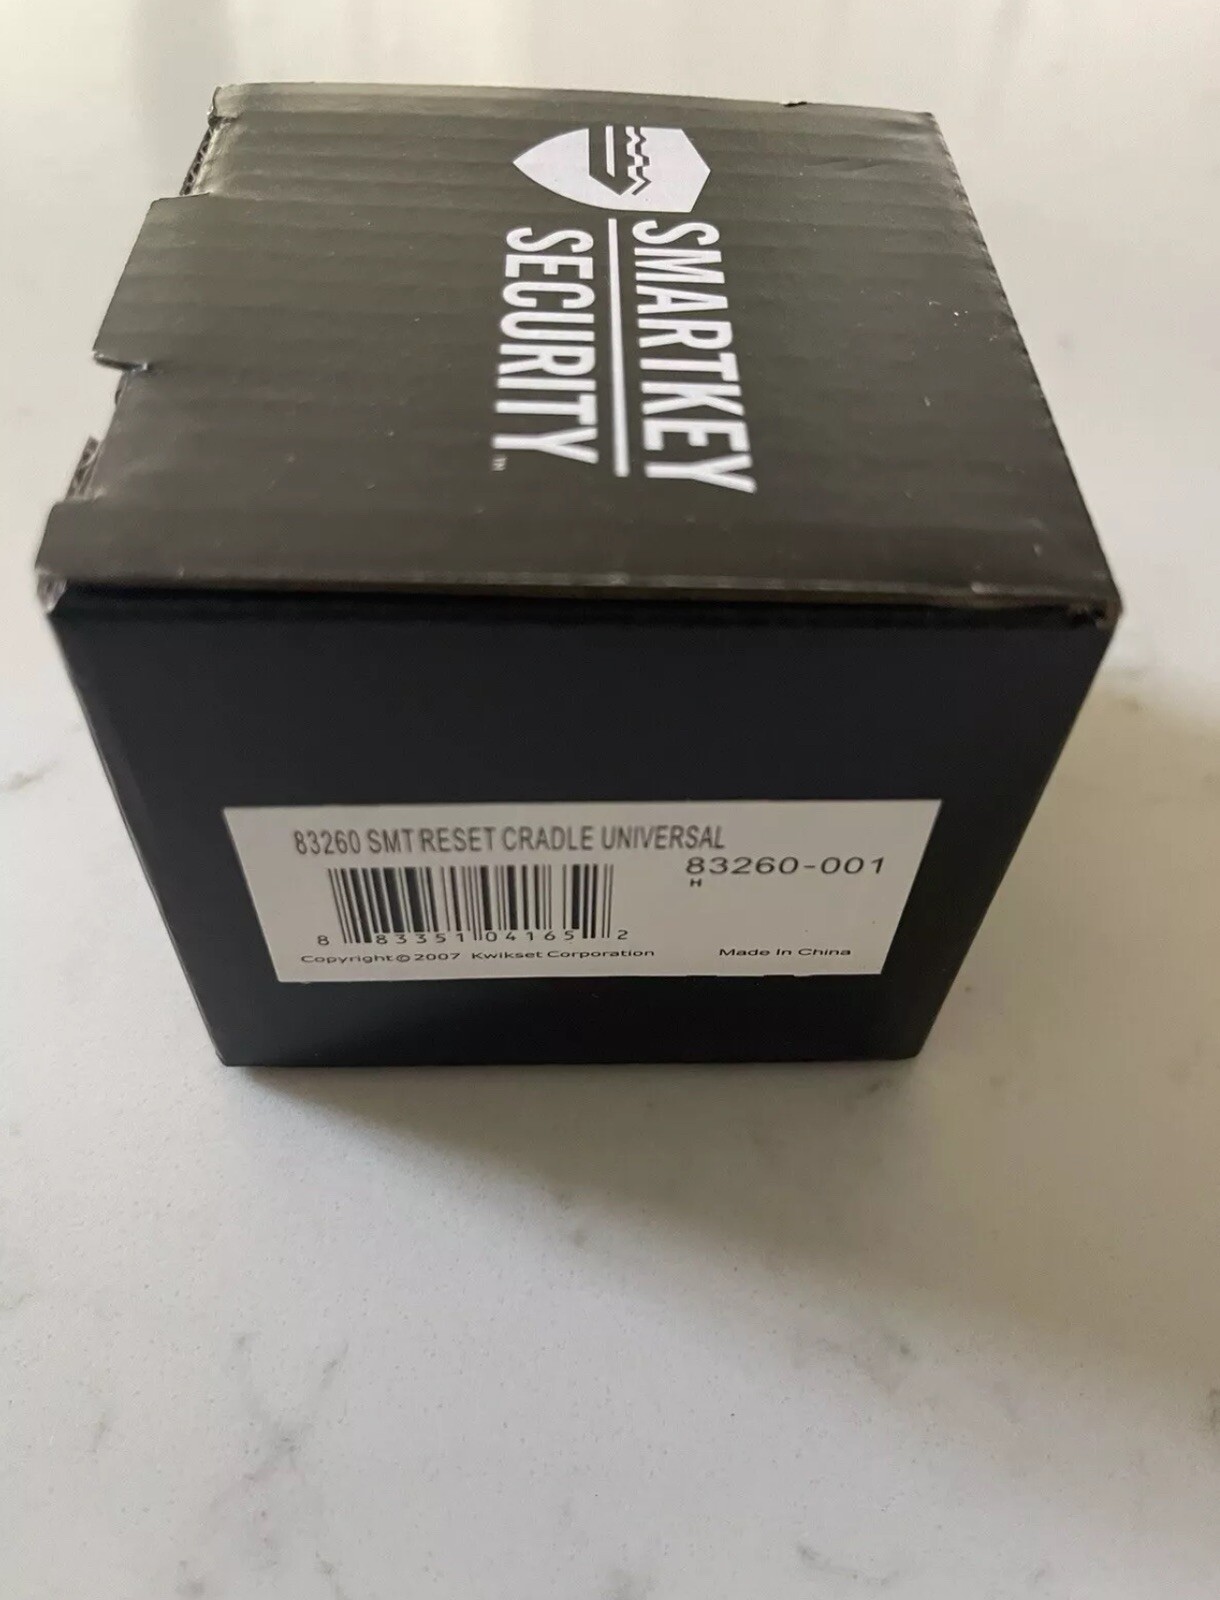 SMARTKEY
SECURITY™
83260 SMT RESET CRADLE UNIVERSAL
83260-001
H
8 83351 04165 2
Copyright © 2007 Kwikset Corporation
Made In China